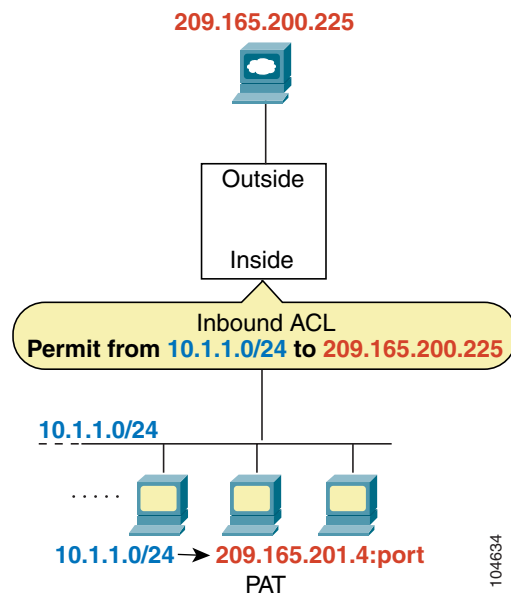 209.165.200.225
Outside
Inside
Inbound ACL
Permit from 10.1.1.0/24 to 209.165.200.225
10.1.1.0/24
10.1.1.0/24 → 209.165.201.4:port
PAT
104634